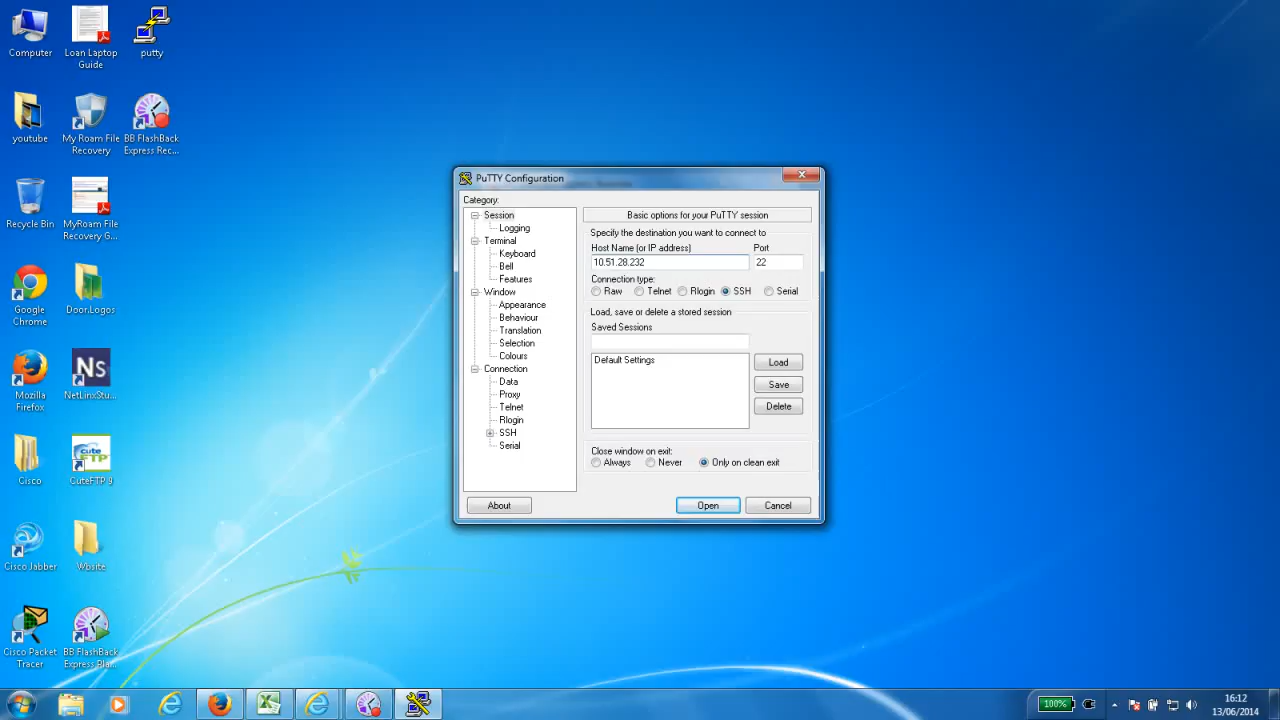 Computer
Loan Laptop
Guide
putty
youtube
My Roam File
Recovery
BB FlashBack
Express Rec...
Recycle Bin
MyRoam File
Recovery G...
Google
Chrome
Door,Logos
Mozilla
Firefox
Ns
NetLinxStu...
Cisco
cute
FTP
CuteFTP 9
Cisco Jabber
Wbsite
Cisco Packet
Tracer
BB FlashBack
Express Pla...
PuTTY Configuration
Category:
Session
Logging
Terminal
Keyboard
Bell
Features
Window
Appearance
Behaviour
Translation
Selection
Colours
Connection
Data
Proxy
Telnet
Rlogin
SSH
Serial
Basic options for your PuTTY session
Specify the destination you want to connect to
Host Name (or IP address) Port
10.51.28.232 22
Connection type:
Raw Telnet Rlogin SSH Serial
Load, save or delete a stored session
Saved Sessions
Default Settings
Load
Save
Delete
Close window on exit:
Always Never Only on clean exit
About Open Cancel
100%
16:12
13/06/2014